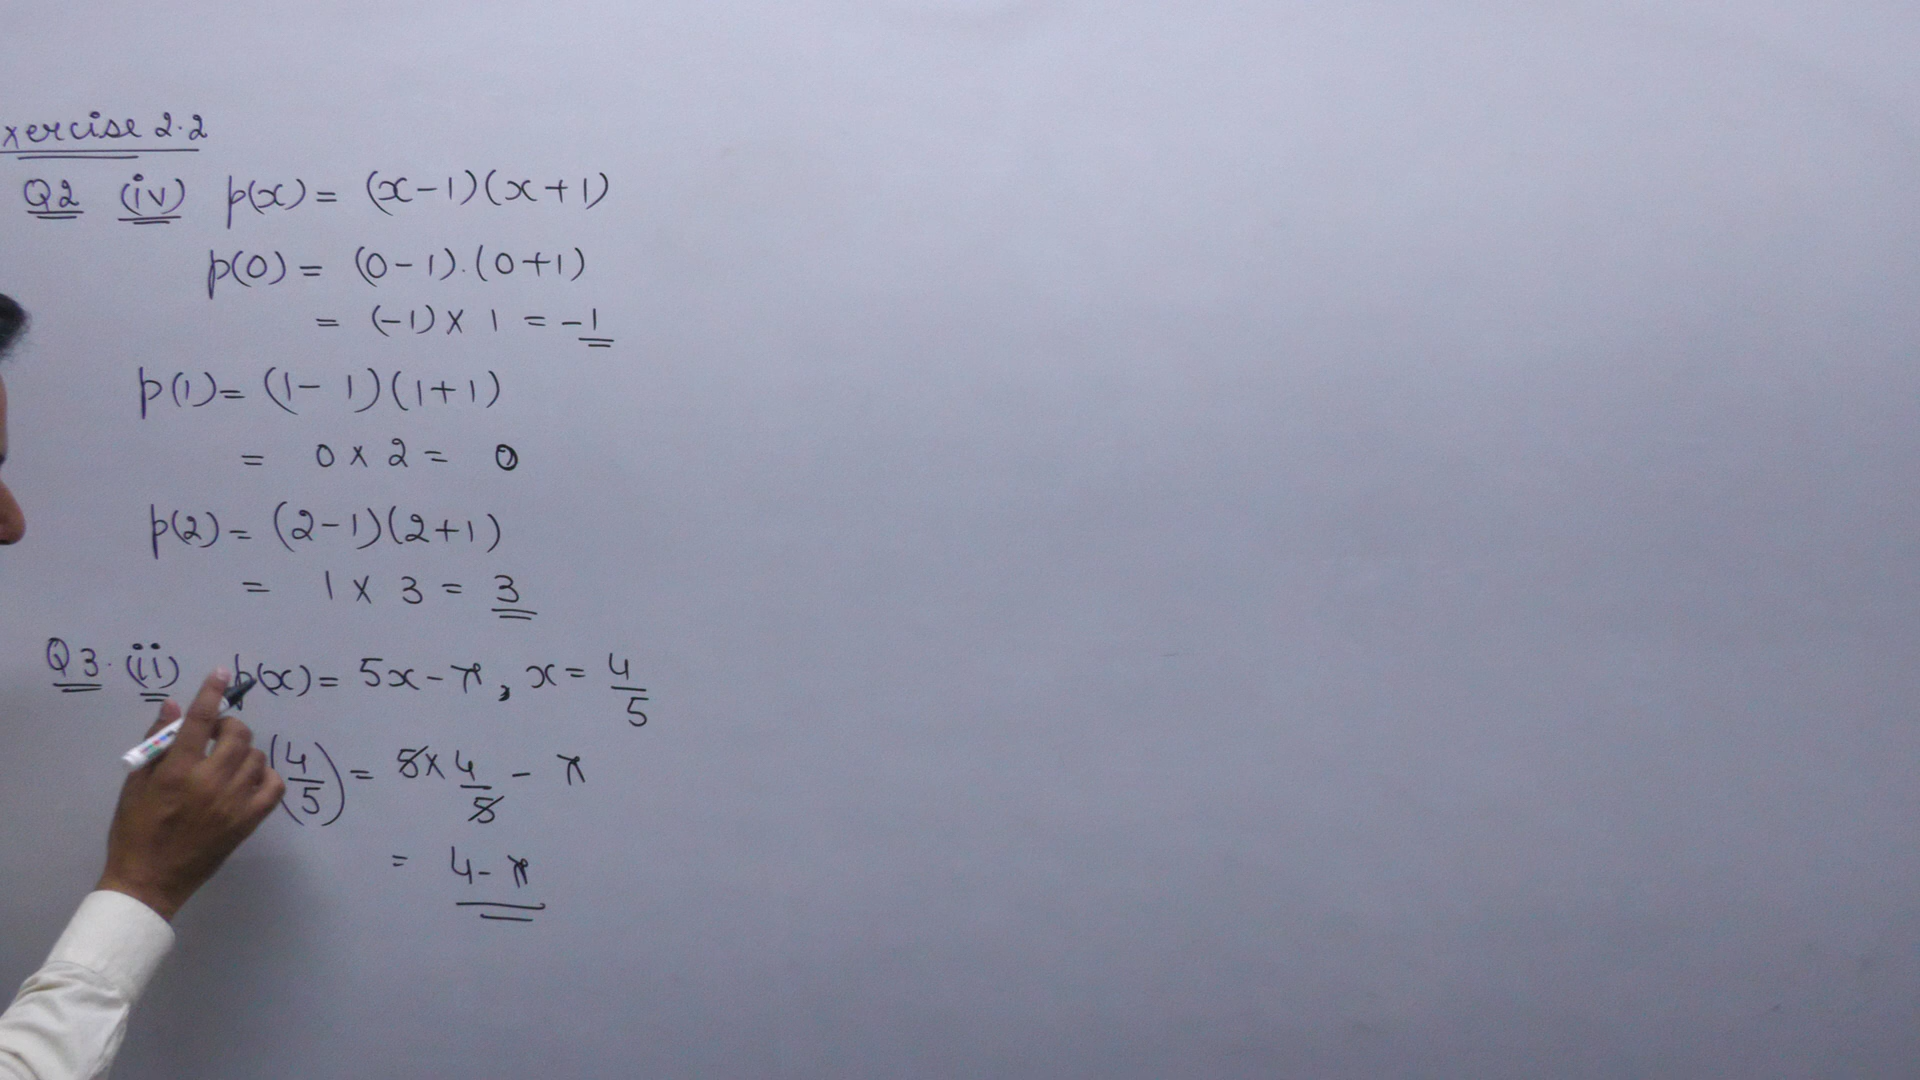 xercise 2.2
Q2 (iv) p(x) = (x-1)(x+1)
p(0) = (0-1).(0+1)
= (-1) × 1 = -1
p(1) = (1-1)(1+1)
= 0 × 2 = 0
p(2) = (2-1)(2+1)
= 1 × 3 = 3
Q3. (ii) p(x) = 5x - π, x = 4/5
(4/5) = 5 × 4/5 - π
= 4 - π